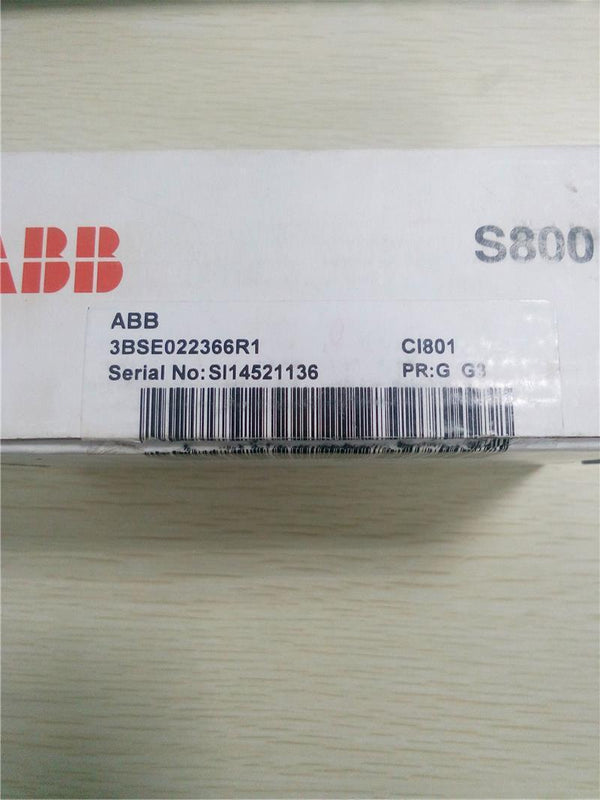 ABB
S800
ABB
3BSE022366R1 CI801
Serial No:SI14521136 PR:G G3